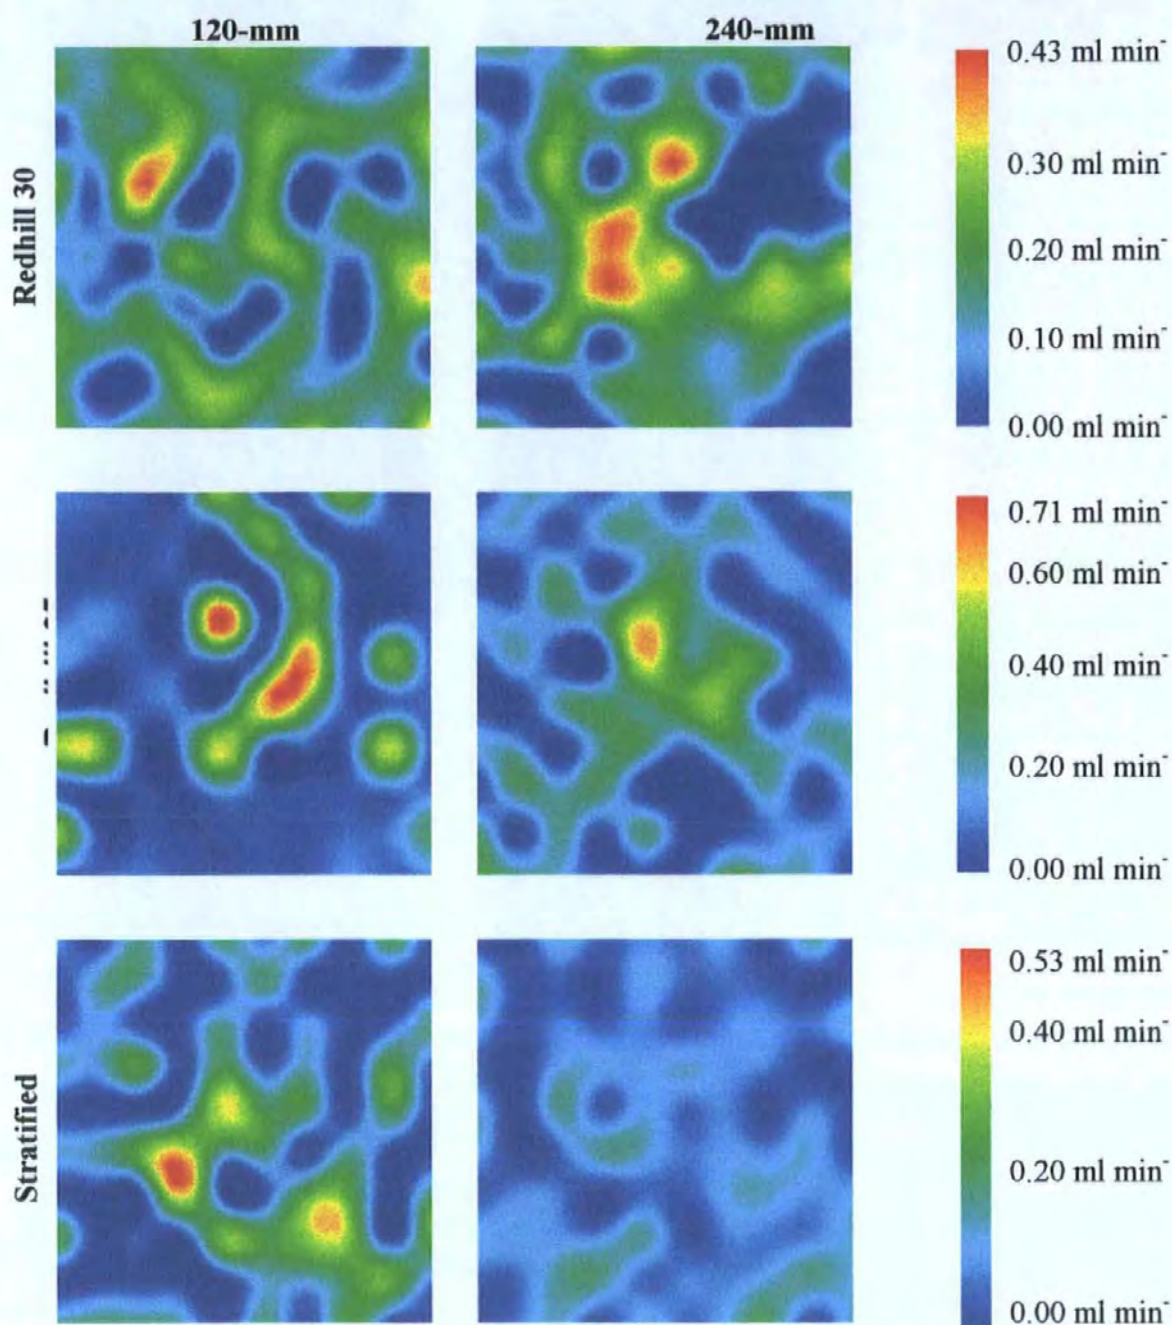 120-mm 240-mm
Redhill 30
0.43 ml min-
0.30 ml min-
0.20 ml min-
0.10 ml min-
0.00 ml min-
0.71 ml min-
0.60 ml min-
0.40 ml min-
0.20 ml min-
0.00 ml min-
Stratified
0.53 ml min-
0.40 ml min-
0.20 ml min-
0.00 ml min-